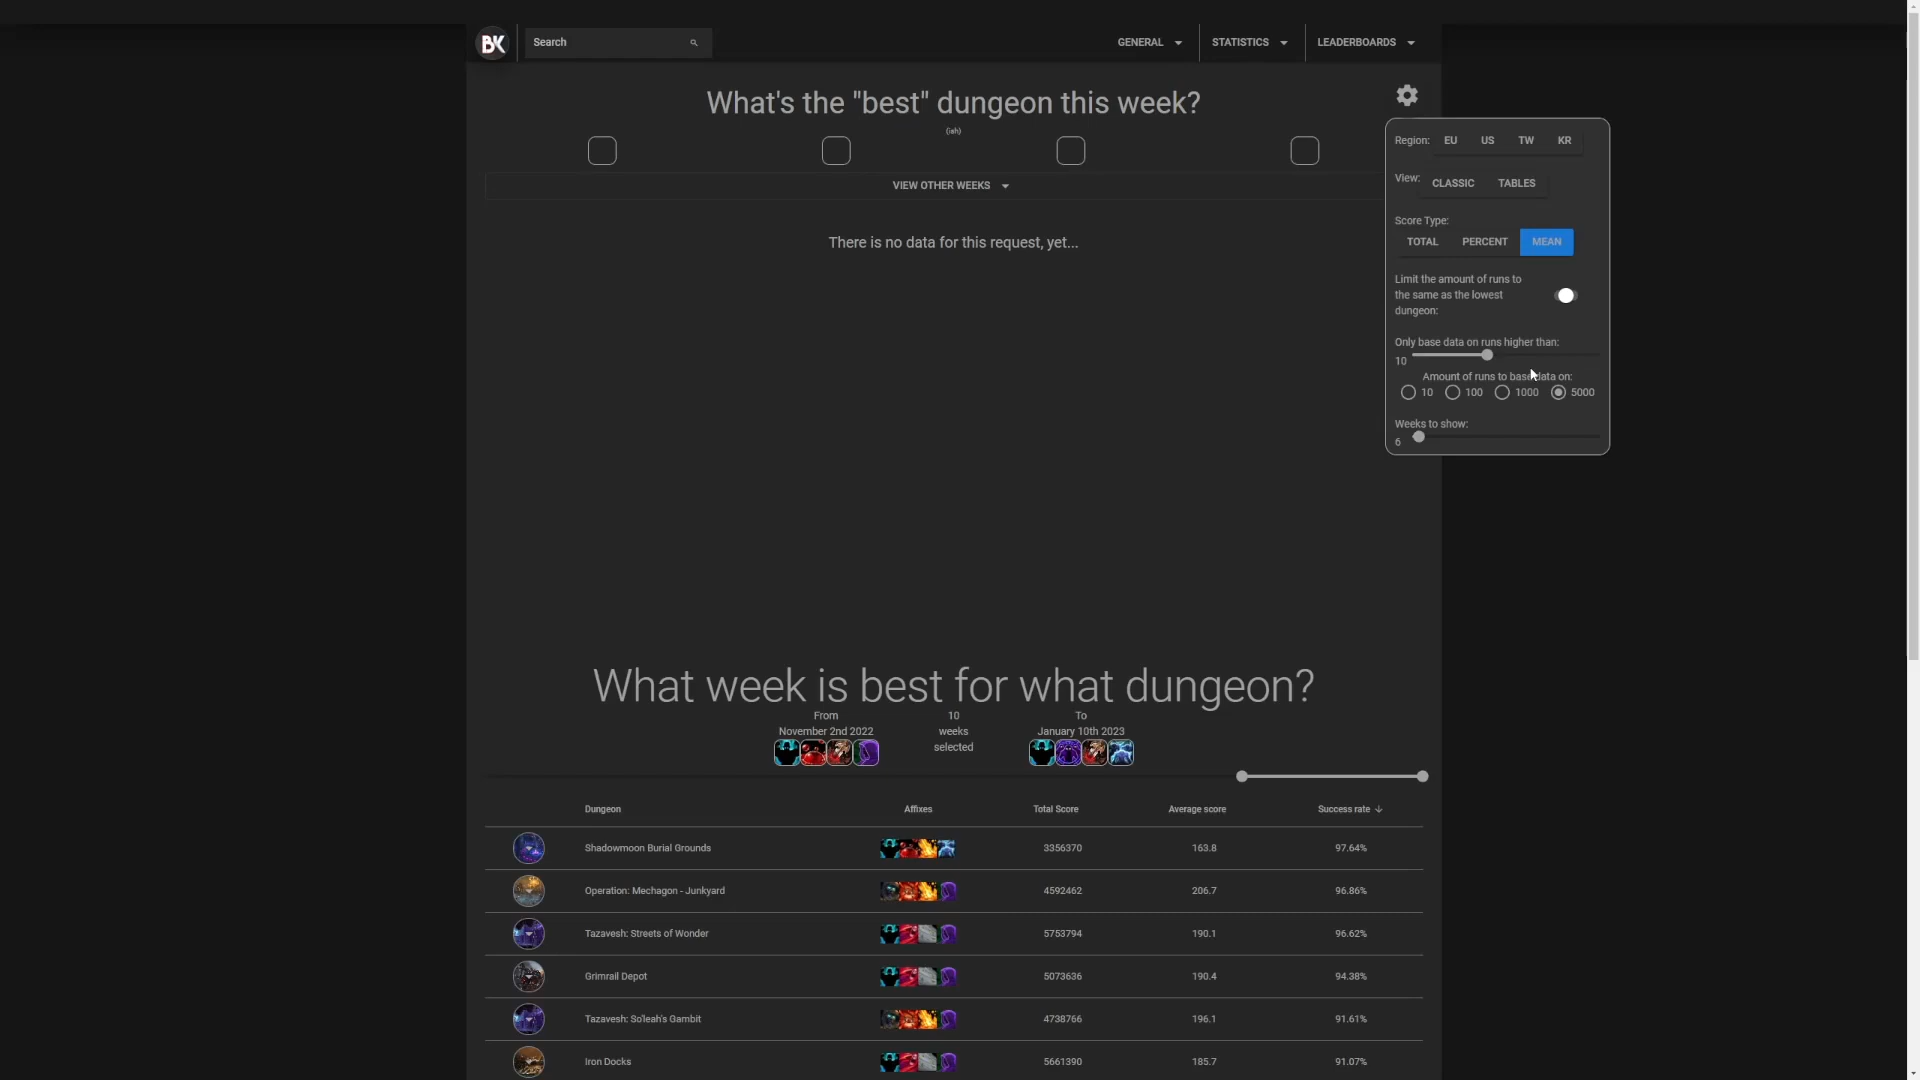 BK
Search
GENERAL
STATISTICS
LEADERBOARDS
What's the "best" dungeon this week?
(ish)
VIEW OTHER WEEKS
There is no data for this request, yet...
Region: EU US TW KR
View: CLASSIC TABLES
Score Type:
TOTAL PERCENT MEAN
Limit the amount of runs to
the same as the lowest
dungeon:
Only base data on runs higher than:
10
Amount of runs to base data on:
10 100 1000 5000
Weeks to show:
6
What week is best for what dungeon?
From
November 2nd 2022
10
weeks
selected
To
January 10th 2023
Dungeon Affixes Total Score Average score Success rate
Shadowmoon Burial Grounds 3356370 163.8 97.64%
Operation: Mechagon - Junkyard 4592462 206.7 96.86%
Tazavesh: Streets of Wonder 5753794 190.1 96.62%
Grimrail Depot 5073636 190.4 94.38%
Tazavesh: So'leah's Gambit 4738766 196.1 91.61%
Iron Docks 5661390 185.7 91.07%